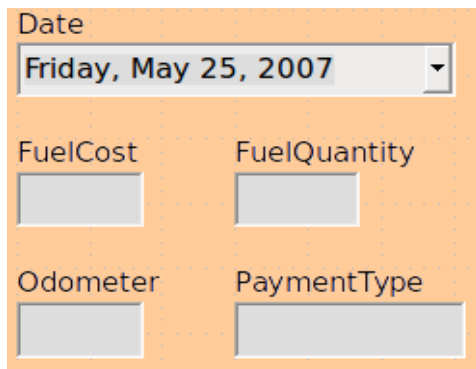 Date
Friday, May 25, 2007
FuelCost FuelQuantity
Odometer PaymentType